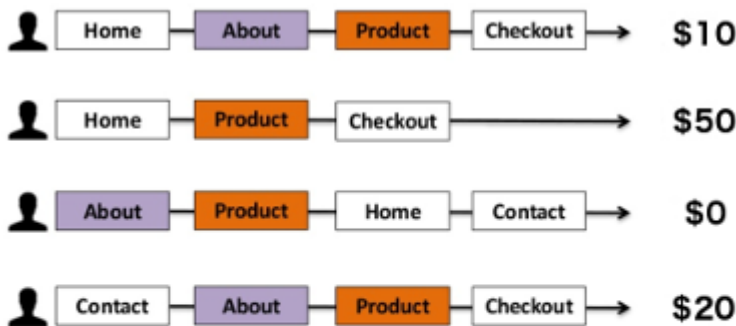 Home About Product Checkout $10
Home Product Checkout $50
About Product Home Contact $0
Contact About Product Checkout $20